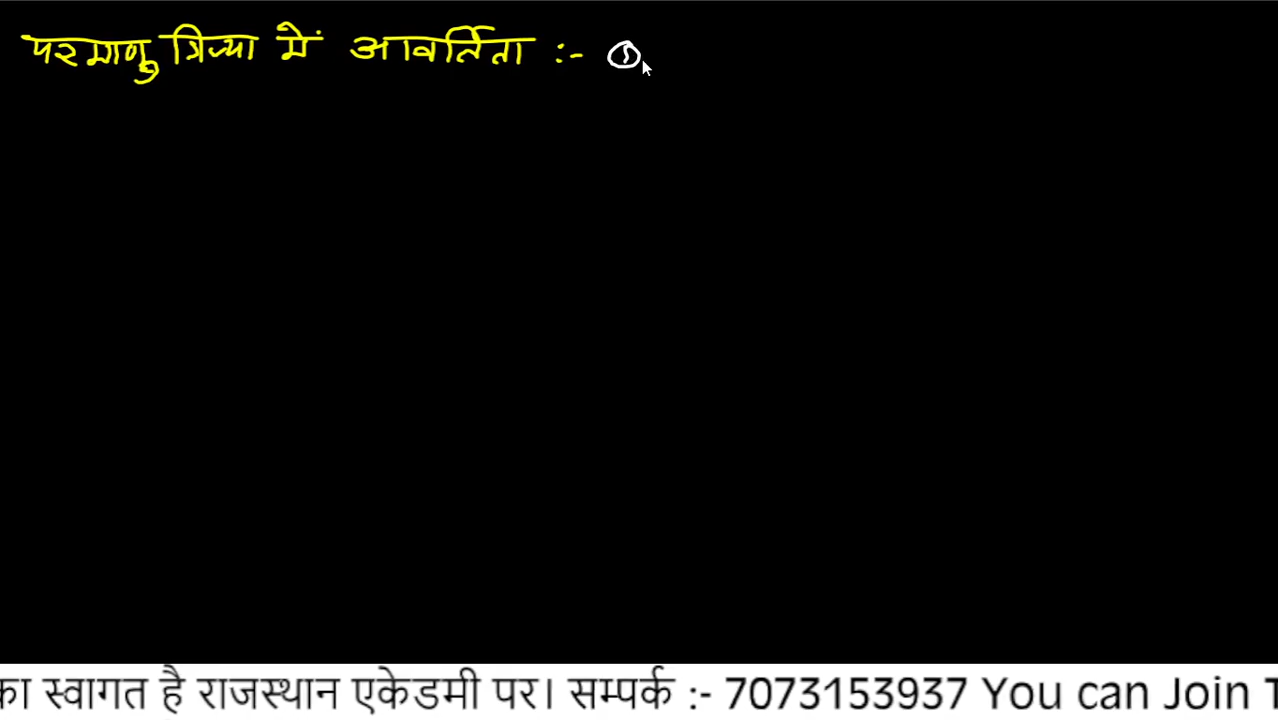 परमाणु त्रिज्या में आवर्तिता :- ①
का स्वागत है राजस्थान एकेडमी पर। सम्पर्क :- 7073153937 You can Join T